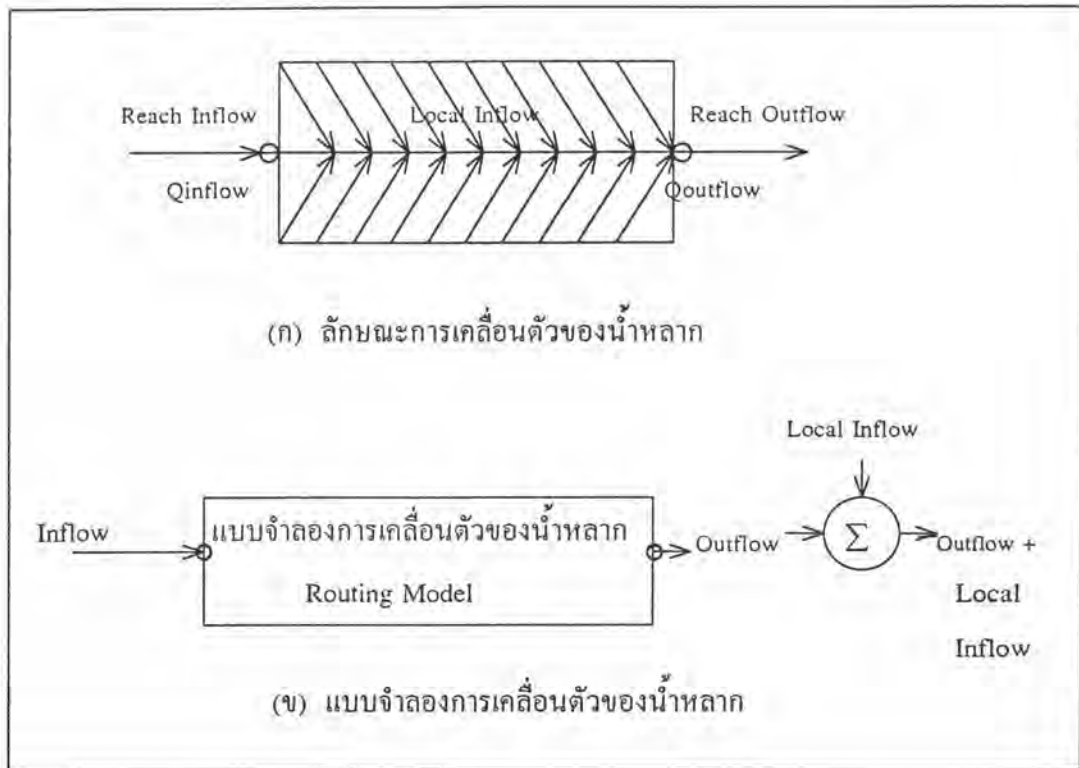 Reach Inflow
Local Inflow
Reach Outflow
Qinflow
Qoutflow
(ก) ลักษณะการเคลื่อนตัวของน้ำหลาก
Local Inflow
Inflow
แบบจำลองการเคลื่อนตัวของน้ำหลาก
Routing Model
Outflow
Σ
Outflow +
Local
Inflow
(ข) แบบจำลองการเคลื่อนตัวของน้ำหลาก